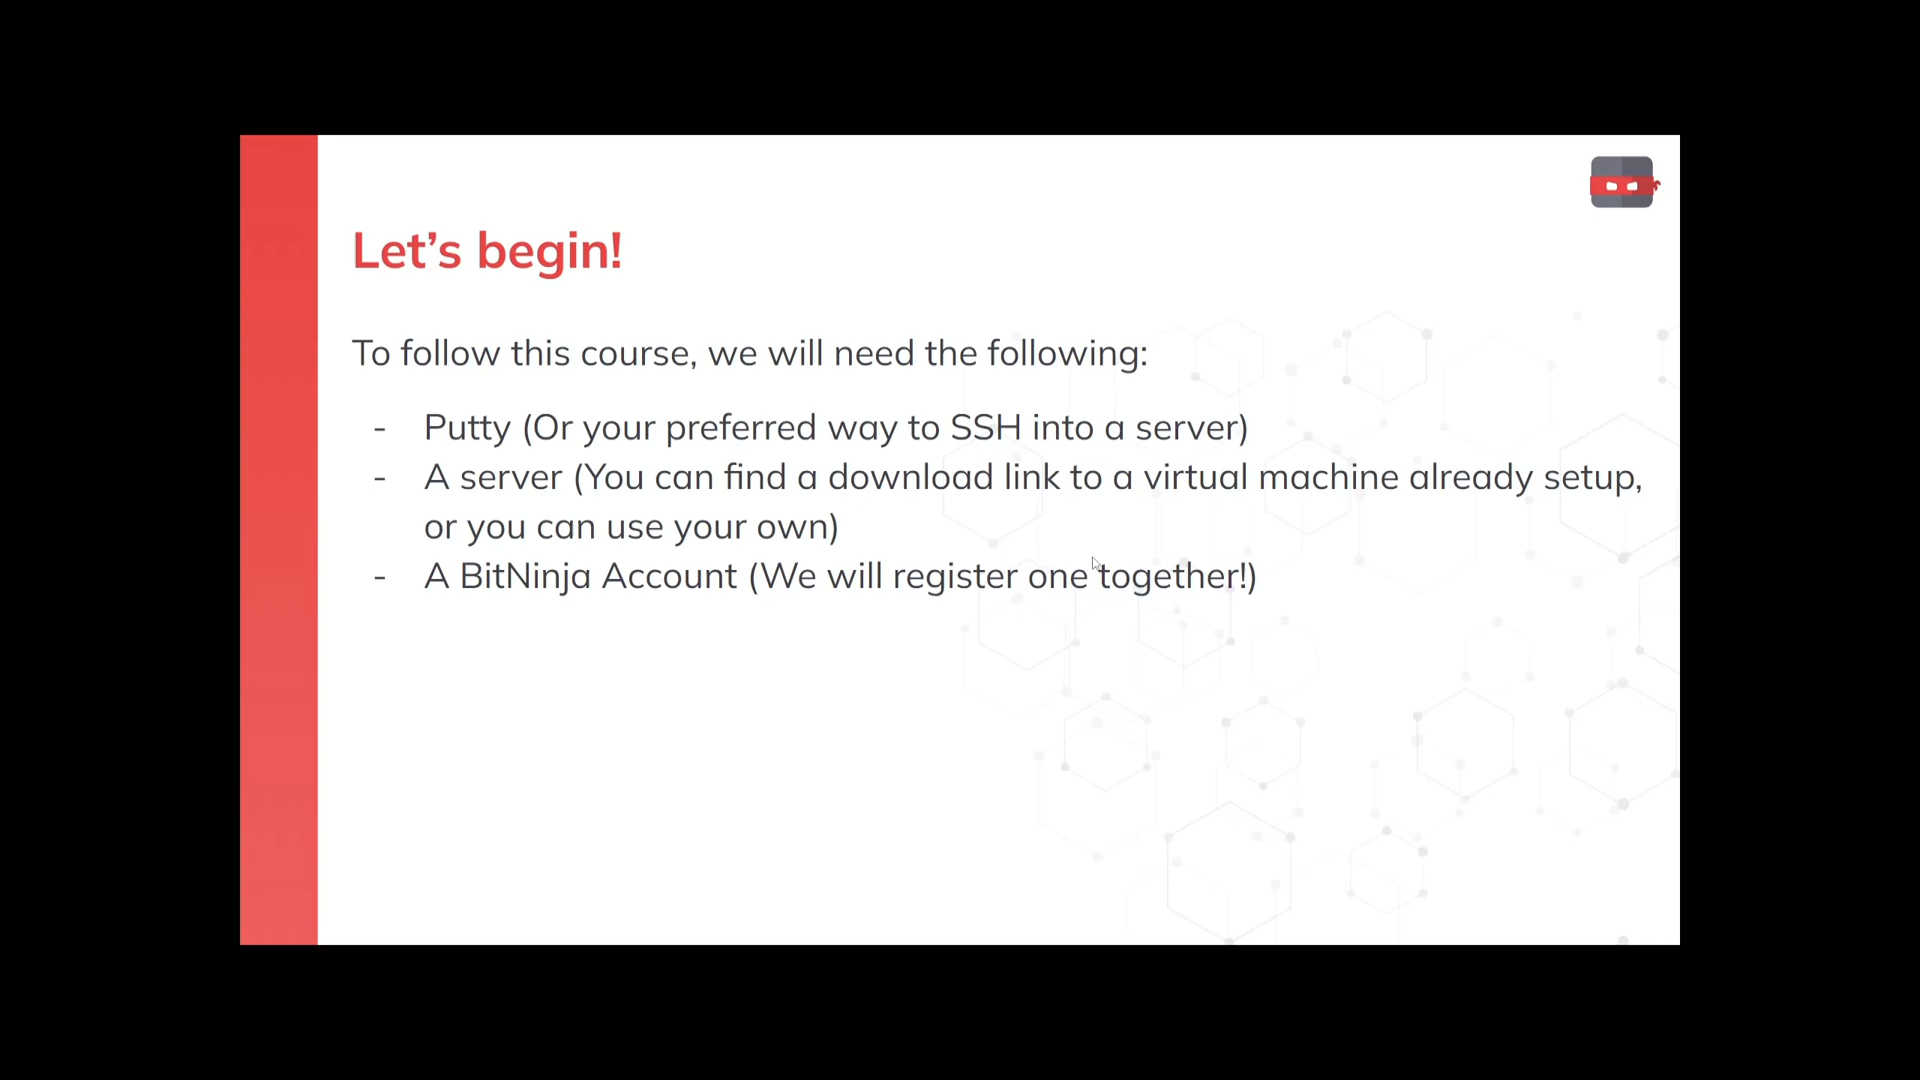 Let’s begin!
To follow this course, we will need the following:
- Putty (Or your preferred way to SSH into a server)
- A server (You can find a download link to a virtual machine already setup,
or you can use your own)
- A BitNinja Account (We will register one together!)